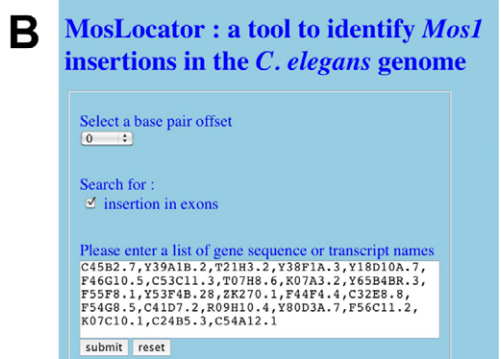 B
MosLocator : a tool to identify Mos1
insertions in the C. elegans genome
Select a base pair offset
0
Search for :
insertion in exons
Please enter a list of gene sequence or transcript names
C45B2.7,Y39A1B.2,T21H3.2,Y38F1A.3,Y18D10A.7,
F46G10.5,C53C11.3,T07H8.6,K07A3.2,Y65B4BR.3,
F55F8.1,Y53F4B.28,ZK270.1,F44F4.4,C32E8.8,
F54G8.5,C41D7.2,R09H10.4,Y80D3A.7,F56C11.2,
K07C10.1,C24B5.3,C54A12.1
submit reset